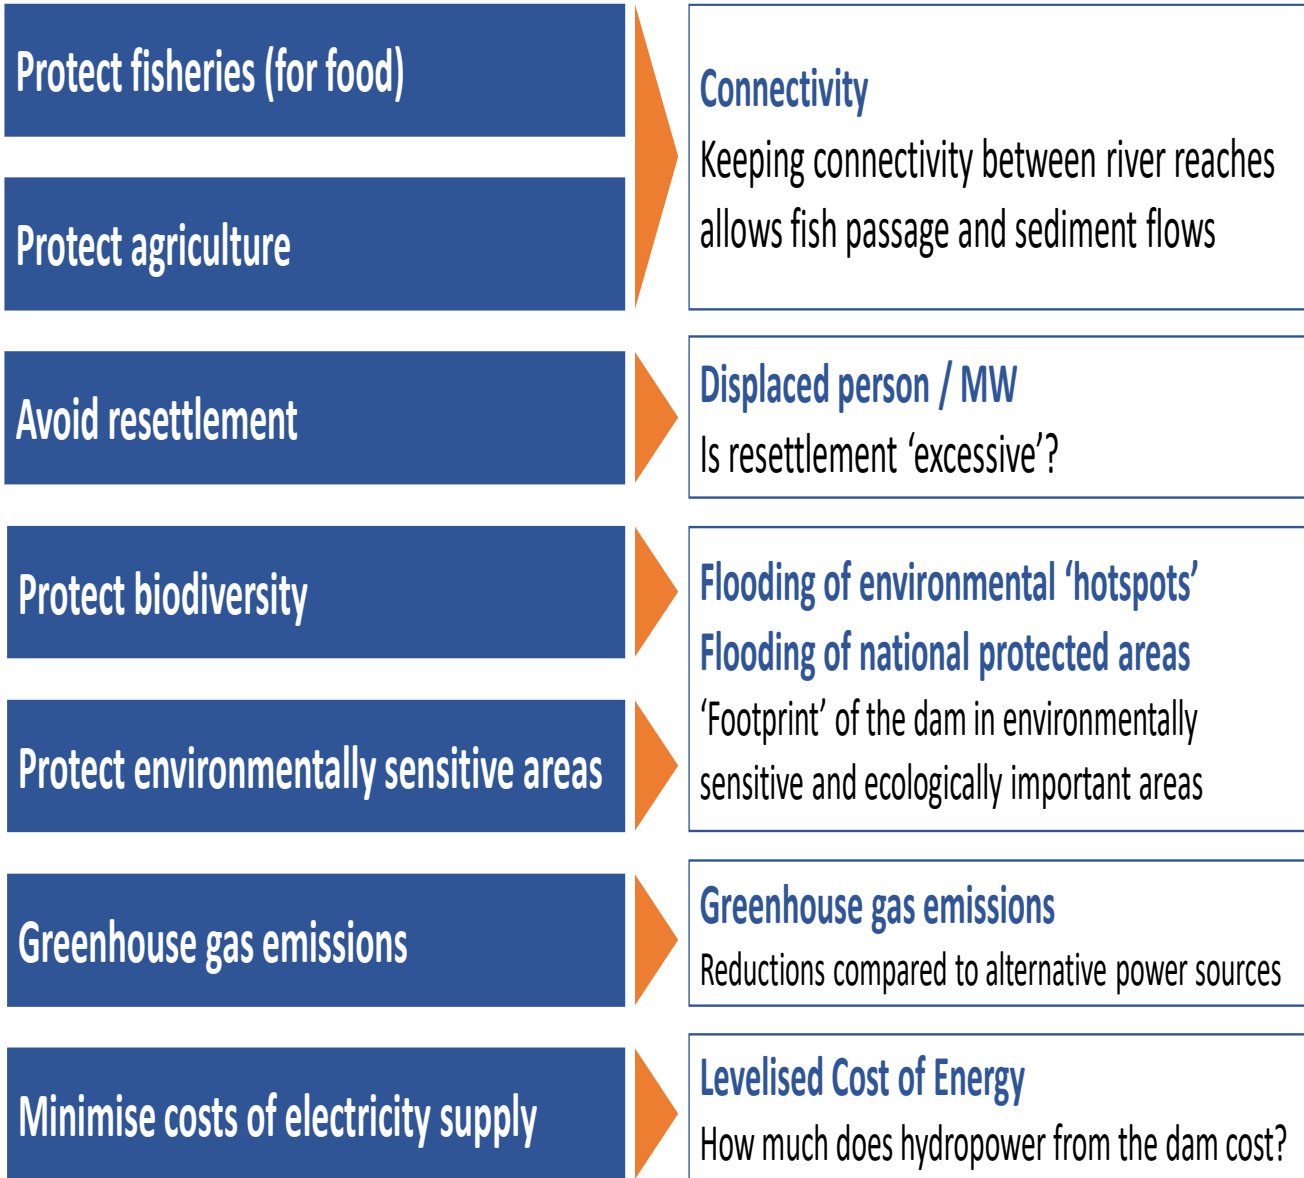 Protect fisheries (for food)
Protect agriculture
Connectivity
Keeping connectivity between river reaches
allows fish passage and sediment flows
Avoid resettlement
Displaced person / MW
Is resettlement ‘excessive’?
Protect biodiversity
Protect environmentally sensitive areas
Flooding of environmental ‘hotspots’
Flooding of national protected areas
‘Footprint’ of the dam in environmentally
sensitive and ecologically important areas
Greenhouse gas emissions
Greenhouse gas emissions
Reductions compared to alternative power sources
Minimise costs of electricity supply
Levelised Cost of Energy
How much does hydropower from the dam cost?